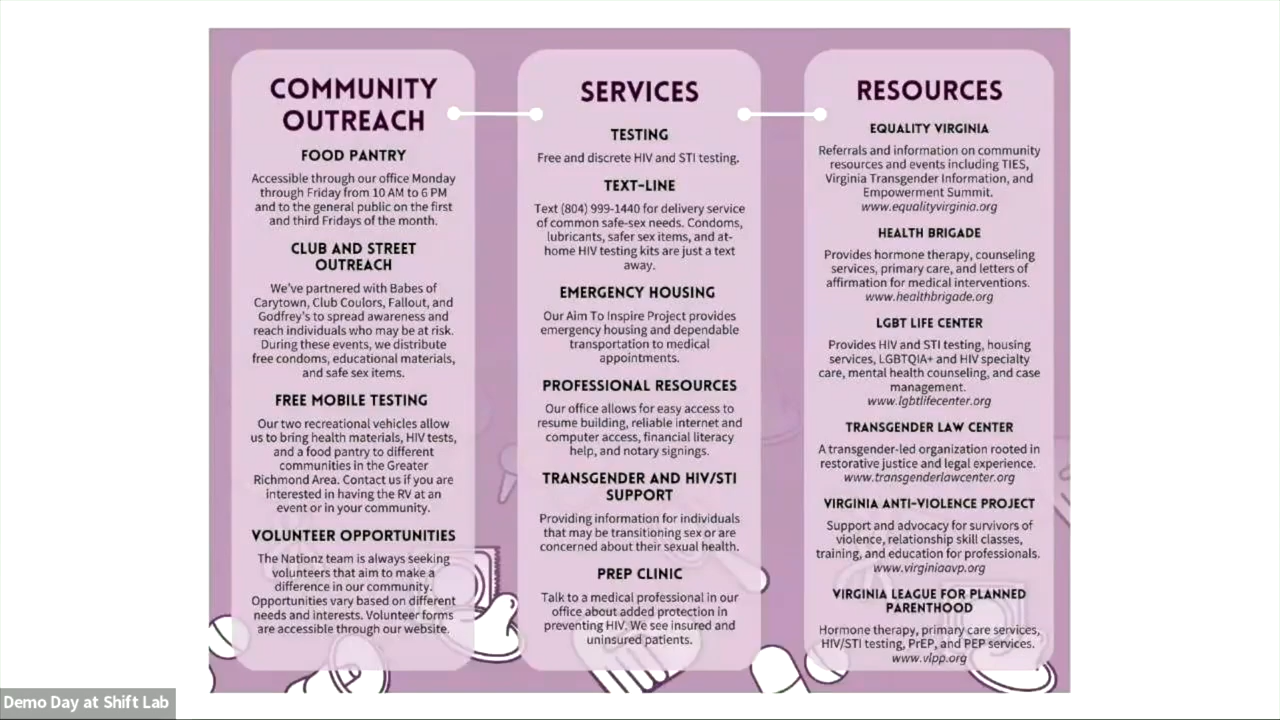 COMMUNITY
OUTREACH
FOOD PANTRY
Accessible through our office Monday
through Friday from 10 AM to 6 PM
and to the general public on the first
and third Fridays of the month.
CLUB AND STREET
OUTREACH
We've partnered with Babes of
Carytown, Club Coulors, Fallout, and
Godfrey's to spread awareness and
reach individuals who may be at risk.
During these events, we distribute
free condoms, educational materials,
and safe sex items.
FREE MOBILE TESTING
Our two recreational vehicles allow
us to bring health materials, HIV tests,
and a food pantry to different
communities in the Greater
Richmond Area. Contact us if you are
interested in having the RV at an
event or in your community.
VOLUNTEER OPPORTUNITIES
The Nationz team is always seeking
volunteers that aim to make a
difference in our community.
Opportunities vary based on different
needs and interests. Volunteer forms
are accessible through our website.
SERVICES
TESTING
Free and discrete HIV and STI testing.
TEXT-LINE
Text (804) 999-1440 for delivery service
of common safe-sex needs. Condoms,
lubricants, safer sex items, and at-
home HIV testing kits are just a text
away.
EMERGENCY HOUSING
Our Aim To Inspire Project provides
emergency housing and dependable
transportation to medical
appointments.
PROFESSIONAL RESOURCES
Our office allows for easy access to
resume building, reliable internet and
computer access, financial literacy
help, and notary signings.
TRANSGENDER AND HIV/STI
SUPPORT
Providing information for individuals
that may be transitioning sex or are
concerned about their sexual health.
PREP CLINIC
Talk to a medical professional in our
office about added protection in
preventing HIV. We see insured and
uninsured patients.
RESOURCES
EQUALITY VIRGINIA
Referrals and information on community
resources and events including TIES,
Virginia Transgender Information, and
Empowerment Summit.
www.equalityvirginia.org
HEALTH BRIGADE
Provides hormone therapy, counseling
services, primary care, and letters of
affirmation for medical interventions.
www.healthbrigade.org
LGBT LIFE CENTER
Provides HIV and STI testing, housing
services, LGBTQIA+ and HIV specialty
care, mental health counseling, and case
management.
www.lgbtlifecenter.org
TRANSGENDER LAW CENTER
A transgender-led organization rooted in
restorative justice and legal experience.
www.transgenderlawcenter.org
VIRGINIA ANTI-VIOLENCE PROJECT
Support and advocacy for survivors of
violence, relationship skill classes,
training, and education for professionals.
www.virginiaavp.org
VIRGINIA LEAGUE FOR PLANNED
PARENTHOOD
Hormone therapy, primary care services,
HIV/STI testing, PrEP, and PEP services.
www.vlpp.org
Demo Day at Shift Lab